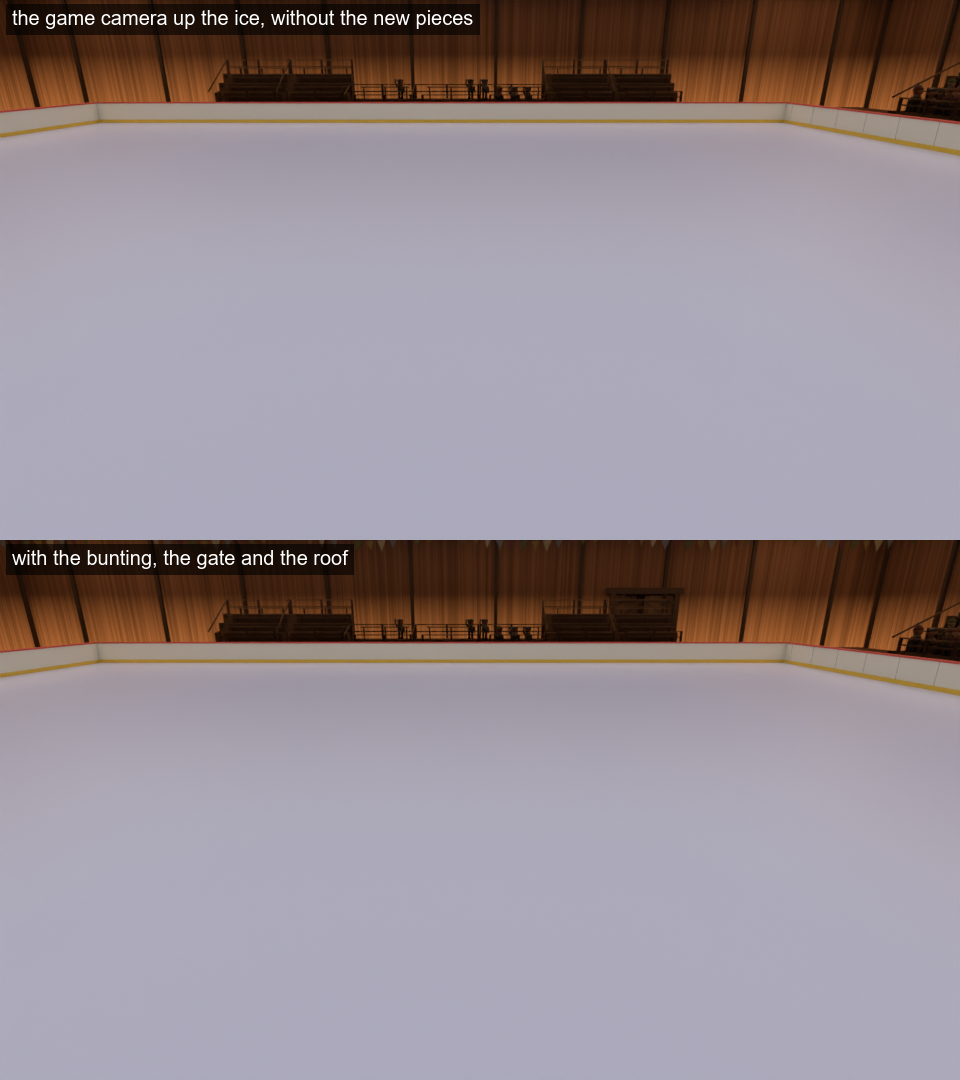 the game camera up the ice, without the new pieces
with the bunting, the gate and the roof